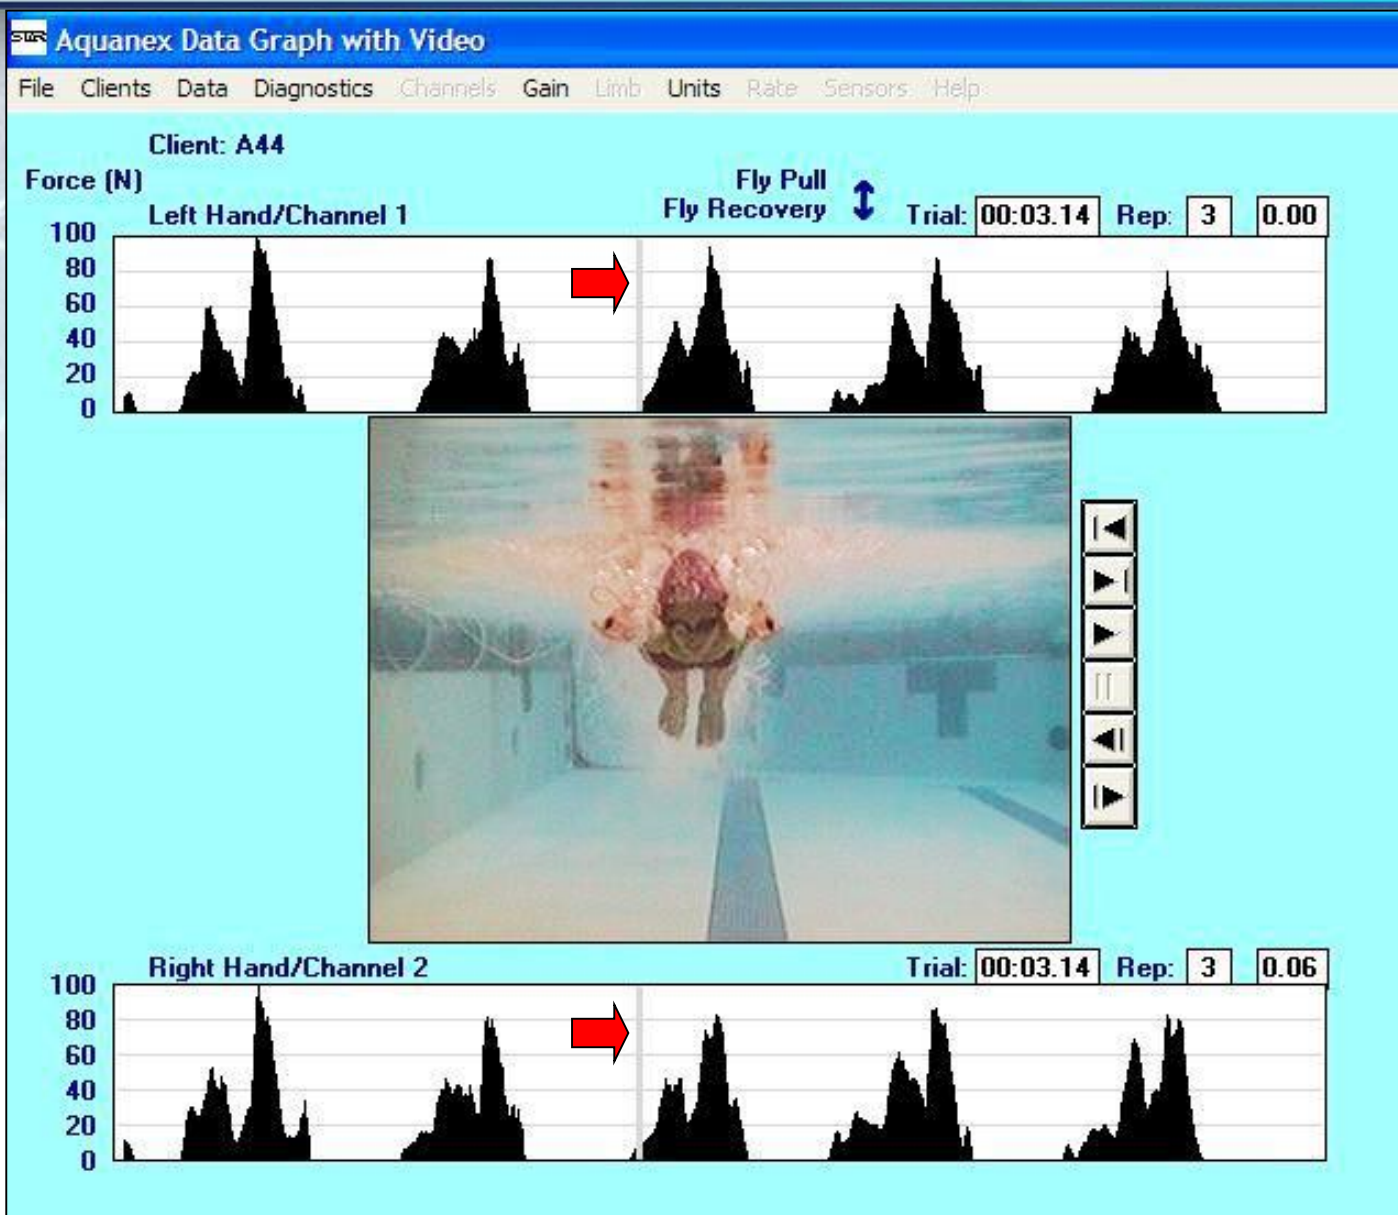 STAR Aquanex Data Graph with Video
File Clients Data Diagnostics Channels Gain Limb Units Rate Sensors Help
Client: A44
Force (N)
Fly Pull
Fly Recovery
Left Hand/Channel 1
Trial: 00:03.14 Rep: 3 0.00
100
80
60
40
20
0
Right Hand/Channel 2
Trial: 00:03.14 Rep: 3 0.06
100
80
60
40
20
0